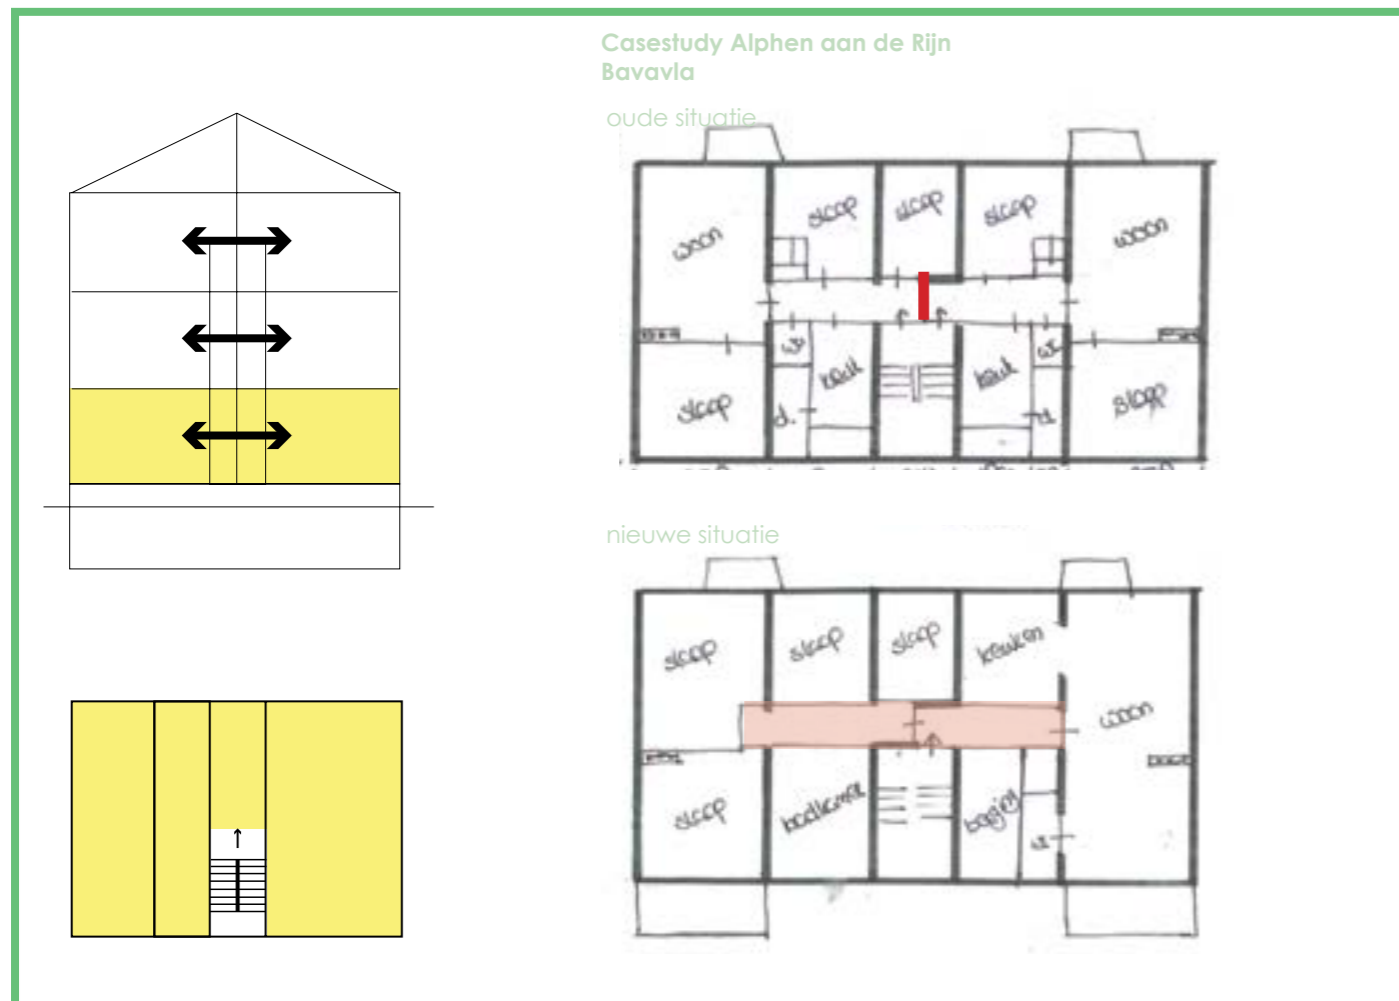 Casestudy Alphen aan de Rijn
Bavavla
oude situatie
slaap slaap slaap
woon woon
w. keuk keuk w.
slaap d. d. slaap
nieuwe situatie
slaap slaap slaap keuken
woon
slaap badkamer w.